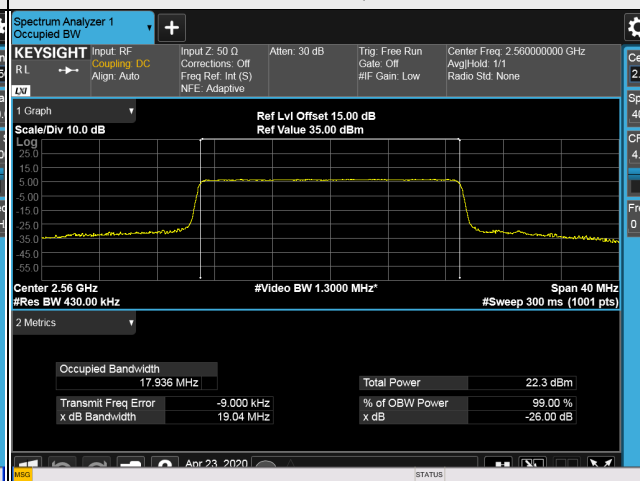 Spectrum Analyzer 1
Occupied BW
KEYSIGHT Input: RF Input Z: 50 Ω Atten: 30 dB Trig: Free Run Center Freq: 2.560000000 GHz
R L Coupling: DC Corrections: Off Gate: Off Avg|Hold: 1/1
Align: Auto Freq Ref: Int (S) #IF Gain: Low Radio Std: None
LXI NFE: Adaptive
1 Graph
Ref Lvl Offset 15.00 dB
Scale/Div 10.0 dB Ref Value 35.00 dBm
Log
25.0
15.0
5.00
-5.00
-15.0
-25.0
-35.0
-45.0
-55.0
Center 2.56 GHz #Video BW 1.3000 MHz* Span 40 MHz
#Res BW 430.00 kHz #Sweep 300 ms (1001 pts)
2 Metrics
Occupied Bandwidth
17.936 MHz Total Power 22.3 dBm
Transmit Freq Error -9.000 kHz % of OBW Power 99.00 %
x dB Bandwidth 19.04 MHz x dB -26.00 dB
Apr 23, 2020
MSG STATUS